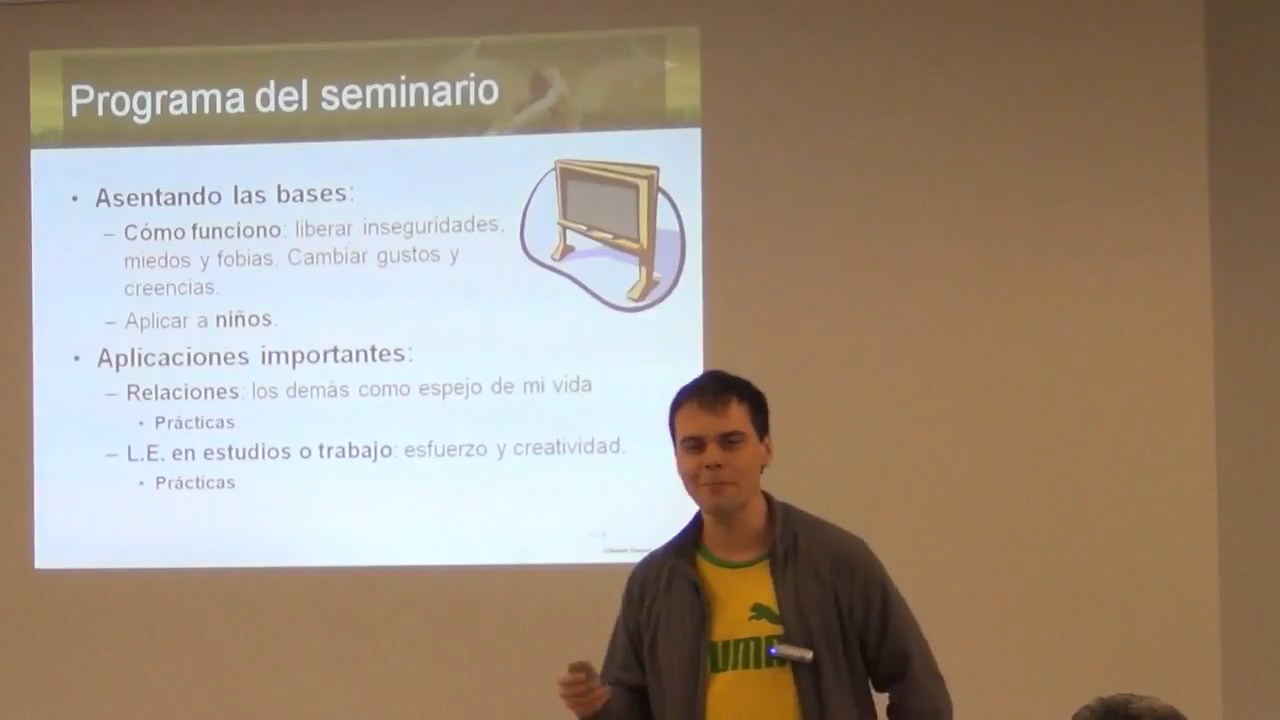 Programa del seminario
• Asentando las bases:
– Cómo funciono: liberar inseguridades,
miedos y fobias. Cambiar gustos y
creencias.
– Aplicar a niños.
• Aplicaciones importantes:
– Relaciones: los demás como espejo de mi vida
• Prácticas
– L.E. en estudios o trabajo: esfuerzo y creatividad.
• Prácticas
PUMA